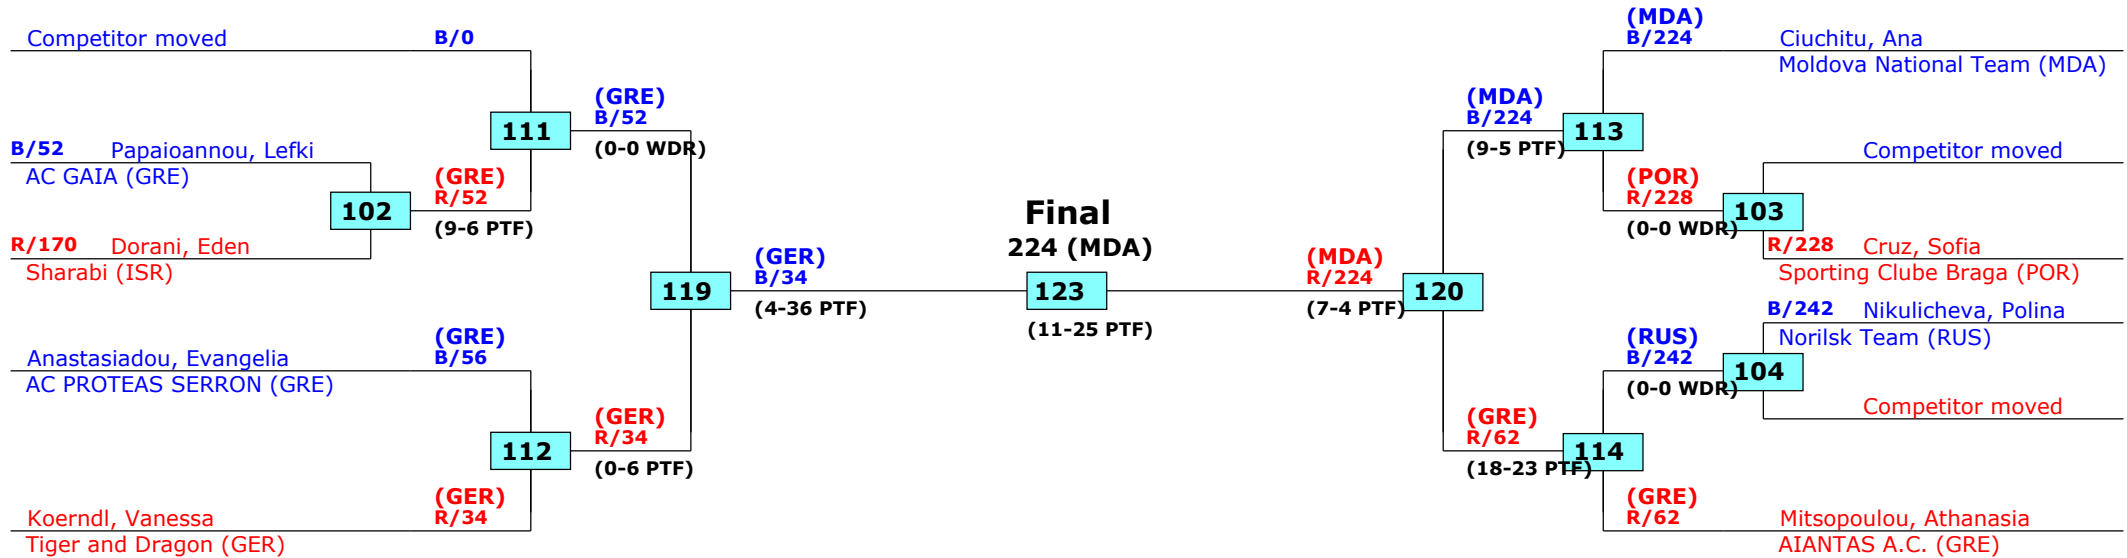 Competitor moved
B/0
B/52 Papaioannou, Lefki
AC GAIA (GRE)
R/170 Dorani, Eden
Sharabi (ISR)
102
(GRE)
R/52
(9-6 PTF)
111
(GRE)
B/52
(0-0 WDR)
Anastasiadou, Evangelia
AC PROTEAS SERRON (GRE)
(GRE)
B/56
Koerndl, Vanessa
Tiger and Dragon (GER)
(GER)
R/34
112
(GER)
R/34
(0-6 PTF)
119
(GER)
B/34
(4-36 PTF)
Final
224 (MDA)
123
(11-25 PTF)
(MDA)
R/224
(7-4 PTF)
120
(MDA)
B/224
(9-5 PTF)
113
(MDA)
B/224
Ciuchitu, Ana
Moldova National Team (MDA)
(POR)
R/228
(0-0 WDR)
103
Competitor moved
R/228 Cruz, Sofia
Sporting Clube Braga (POR)
B/242 Nikulicheva, Polina
Norilsk Team (RUS)
(RUS)
B/242
(0-0 WDR)
104
Competitor moved
(GRE)
R/62
(18-23 PTF)
114
(GRE)
R/62
Mitsopoulou, Athanasia
AIANTAS A.C. (GRE)